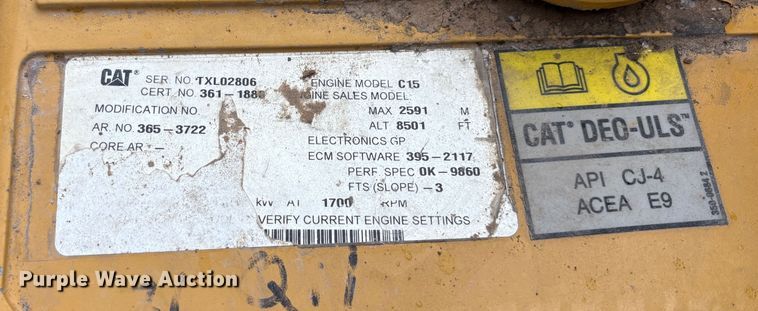 CAT SER. NO. TXL02806 ENGINE MODEL C15
CERT. NO. 361-188 SALES MODEL
MODIFICATION NO MAX 2591 M
AR. NO. 365-3722 ALT 8501 FT
CORE AR. - ELECTRONICS GP
ECM SOFTWARE 395-2117
PERF. SPEC 0K-9860
FTS (SLOPE) -3
kW AT 1700 RPM
VERIFY CURRENT ENGINE SETTINGS
CAT DEO-ULS™
API CJ-4
ACEA E9
Purple Wave Auction